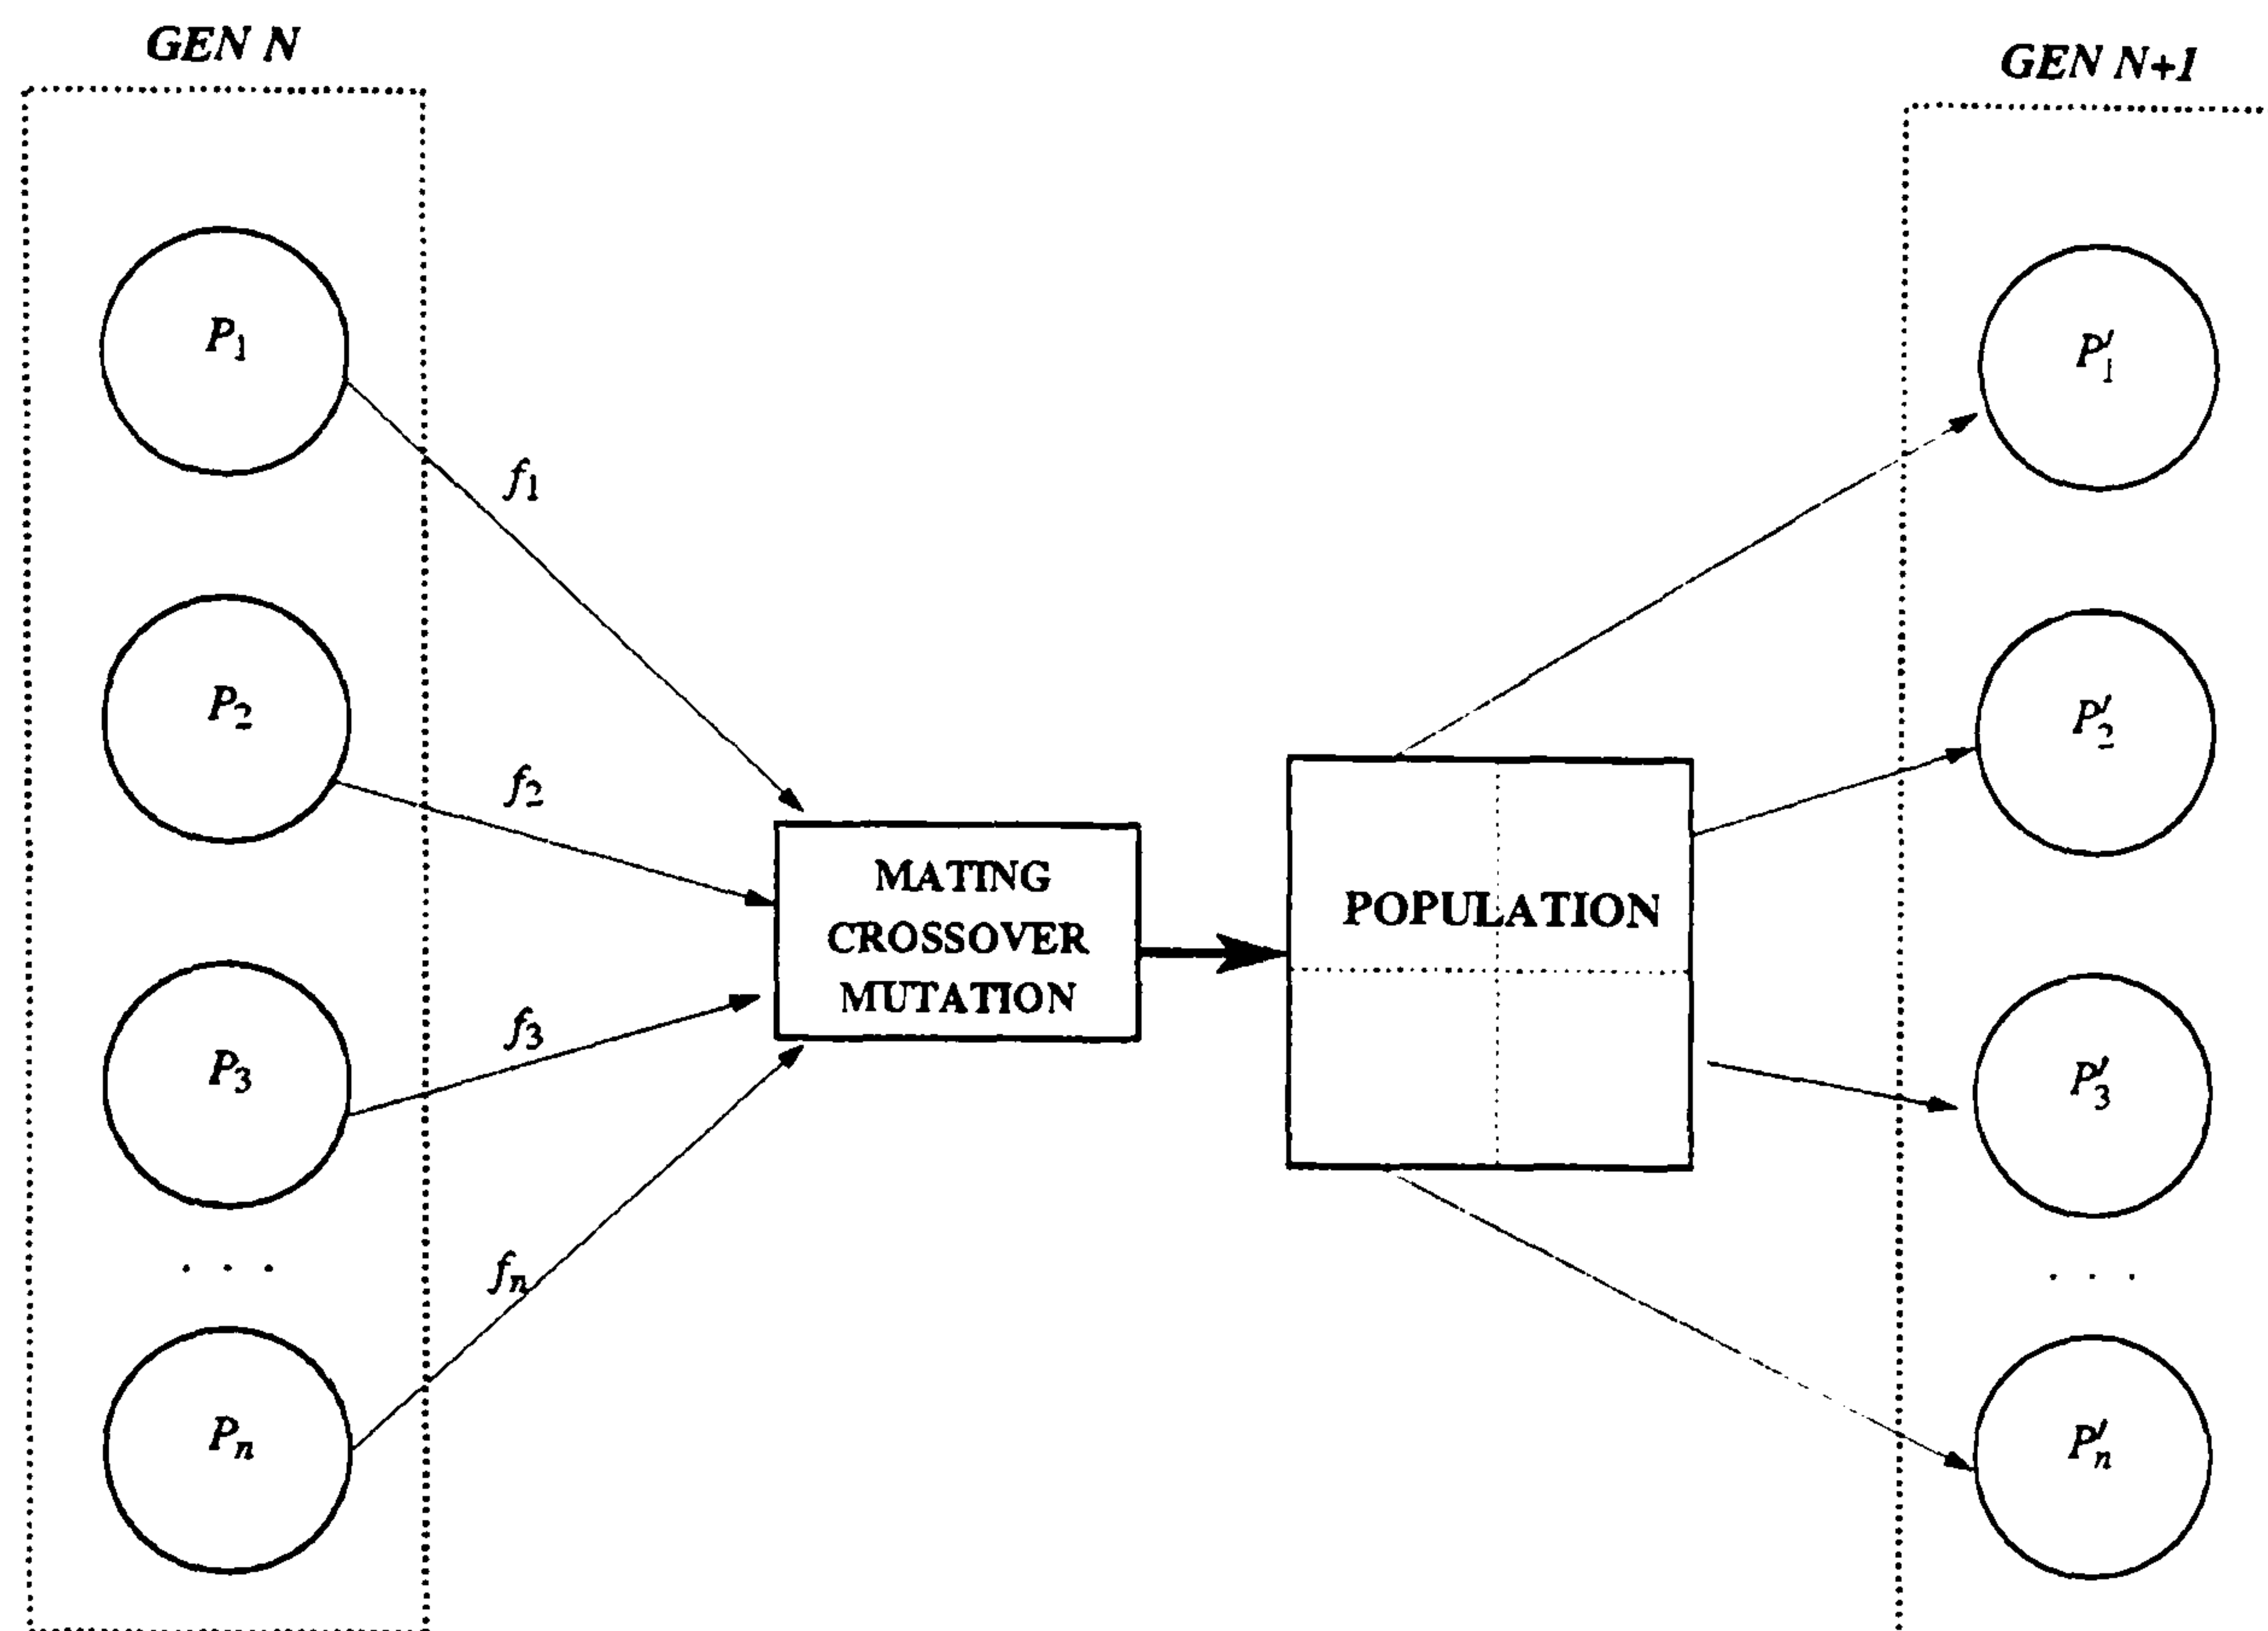 GEN N
GEN N+1
P₁
P′₁
f₁
P₂
P′₂
f₂
MATING
CROSSOVER
MUTATION
POPULATION
f₃
P₃
P′₃
. . .
. . .
fₙ
Pₙ
P′ₙ